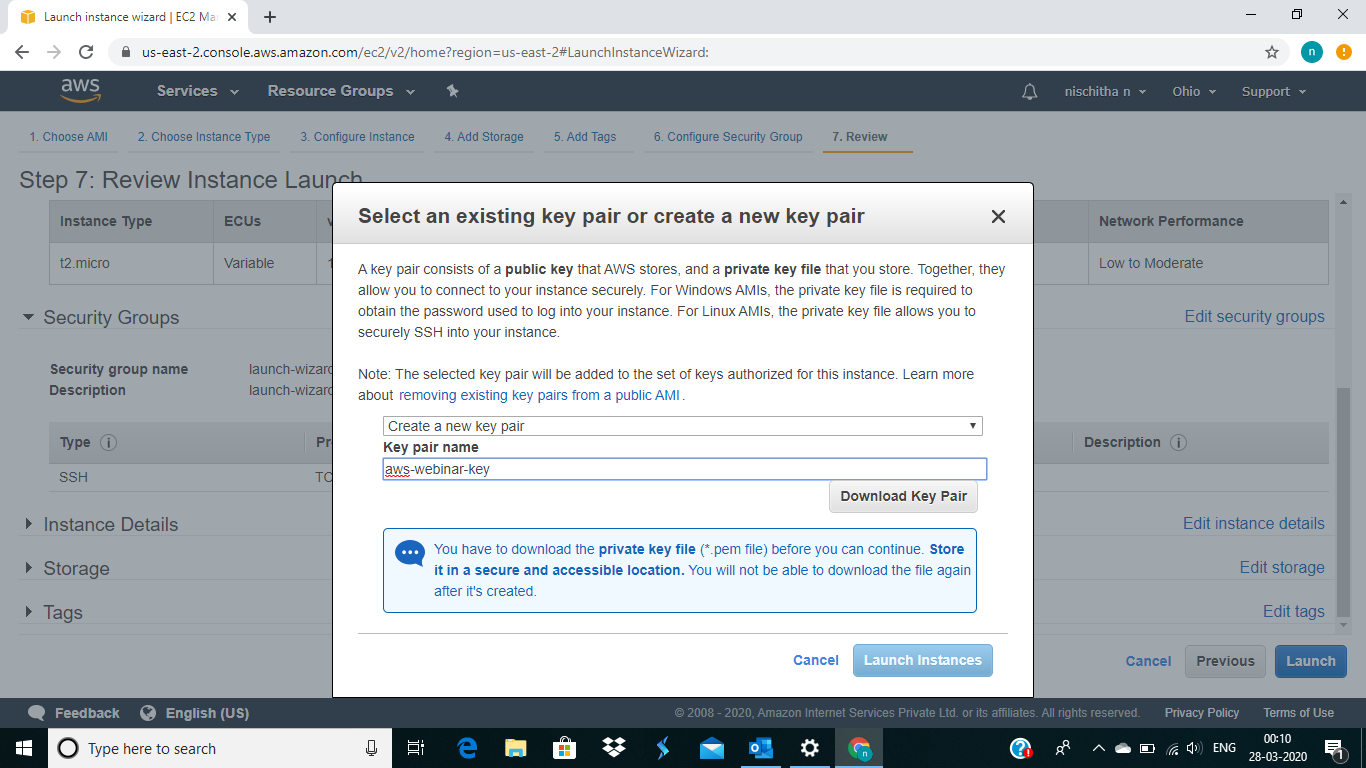 Launch instance wizard | EC2 Ma
us-east-2.console.aws.amazon.com/ec2/v2/home?region=us-east-2#LaunchInstanceWizard:
n
aws Services Resource Groups nischitha n Ohio Support
1. Choose AMI 2. Choose Instance Type 3. Configure Instance 4. Add Storage 5. Add Tags 6. Configure Security Group 7. Review
Step 7: Review Instance Launch
Instance Type ECUs Network Performance
t2.micro Variable Low to Moderate
Security Groups Edit security groups
Security group name launch-wizard
Description launch-wizard
Type Description
SSH
Instance Details Edit instance details
Storage Edit storage
Tags Edit tags
Select an existing key pair or create a new key pair
A key pair consists of a public key that AWS stores, and a private key file that you store. Together, they
allow you to connect to your instance securely. For Windows AMIs, the private key file is required to
obtain the password used to log into your instance. For Linux AMIs, the private key file allows you to
securely SSH into your instance.
Note: The selected key pair will be added to the set of keys authorized for this instance. Learn more
about removing existing key pairs from a public AMI .
Create a new key pair
Key pair name
aws-webinar-key
Download Key Pair
You have to download the private key file (*.pem file) before you can continue. Store
it in a secure and accessible location. You will not be able to download the file again
after it's created.
Cancel Launch Instances
Cancel Previous Launch
Feedback English (US) © 2008 - 2020, Amazon Internet Services Private Ltd. or its affiliates. All rights reserved. Privacy Policy Terms of Use
Type here to search ENG 00:10
28-03-2020 1